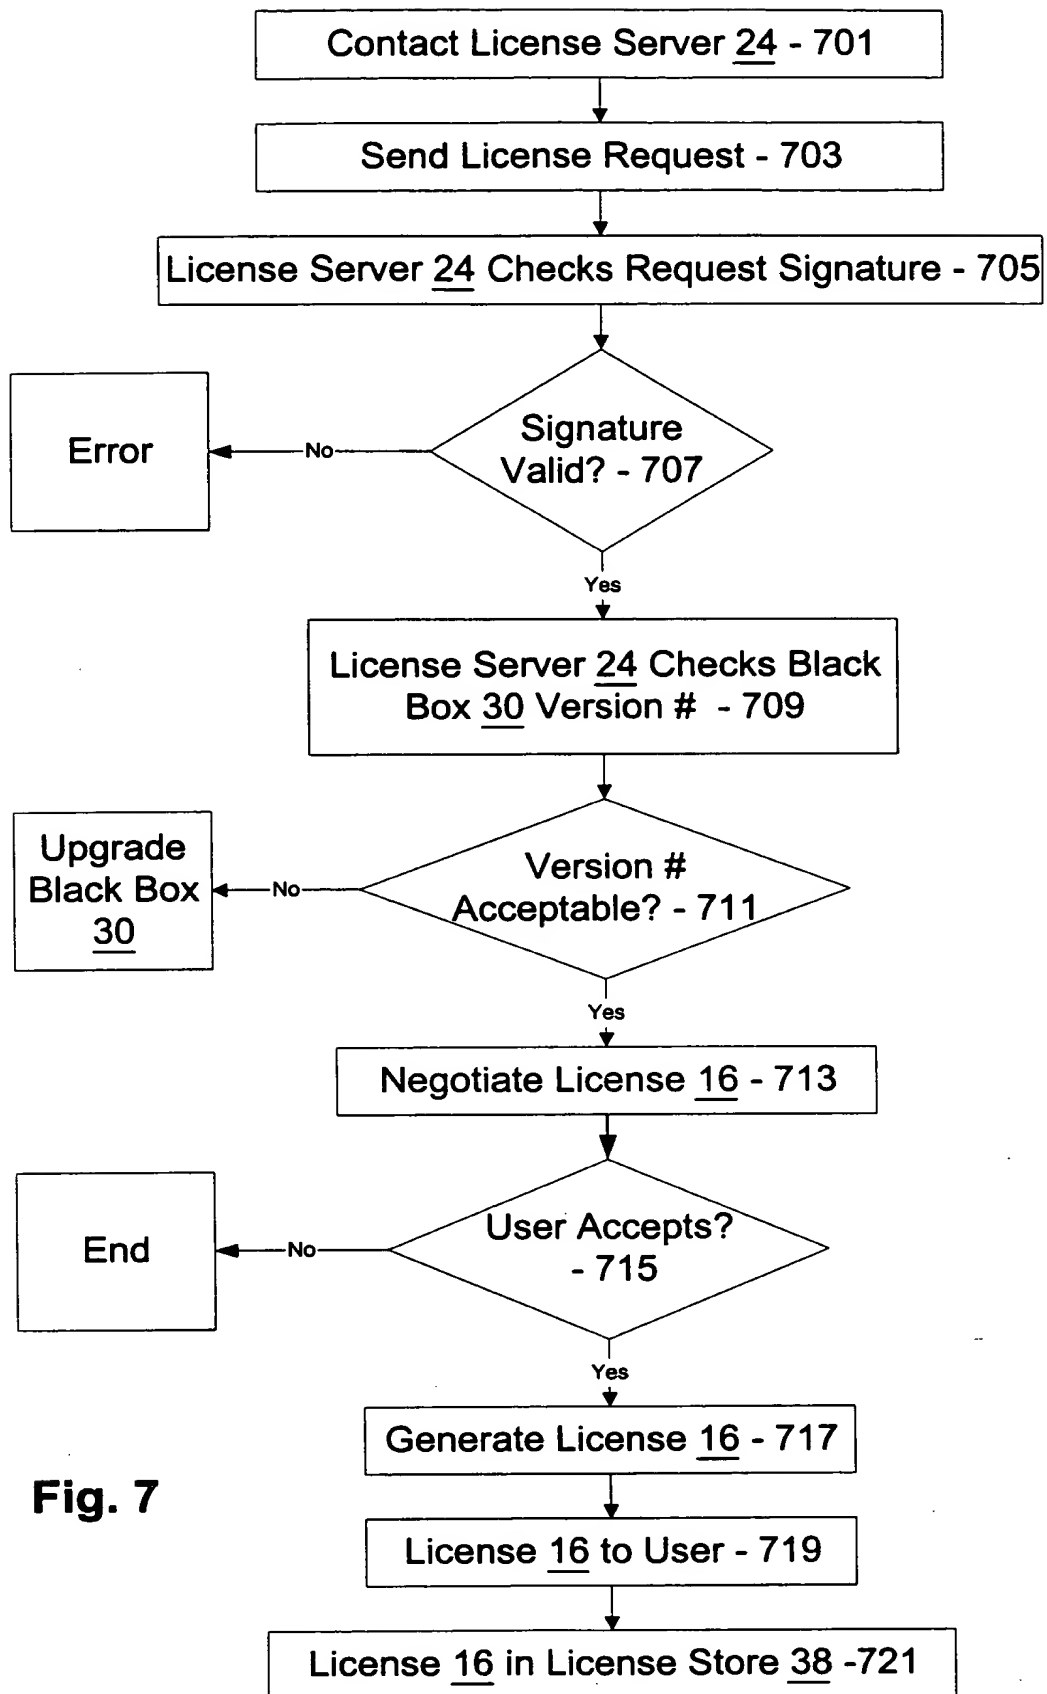 Contact License Server 24 - 701
Send License Request - 703
License Server 24 Checks Request Signature - 705
Signature
Valid? - 707
No
Error
Yes
License Server 24 Checks Black
Box 30 Version # - 709
Version #
Acceptable? - 711
No
Upgrade
Black Box
30
Yes
Negotiate License 16 - 713
User Accepts?
- 715
No
End
Yes
Generate License 16 - 717
License 16 to User - 719
License 16 in License Store 38 -721
Fig. 7